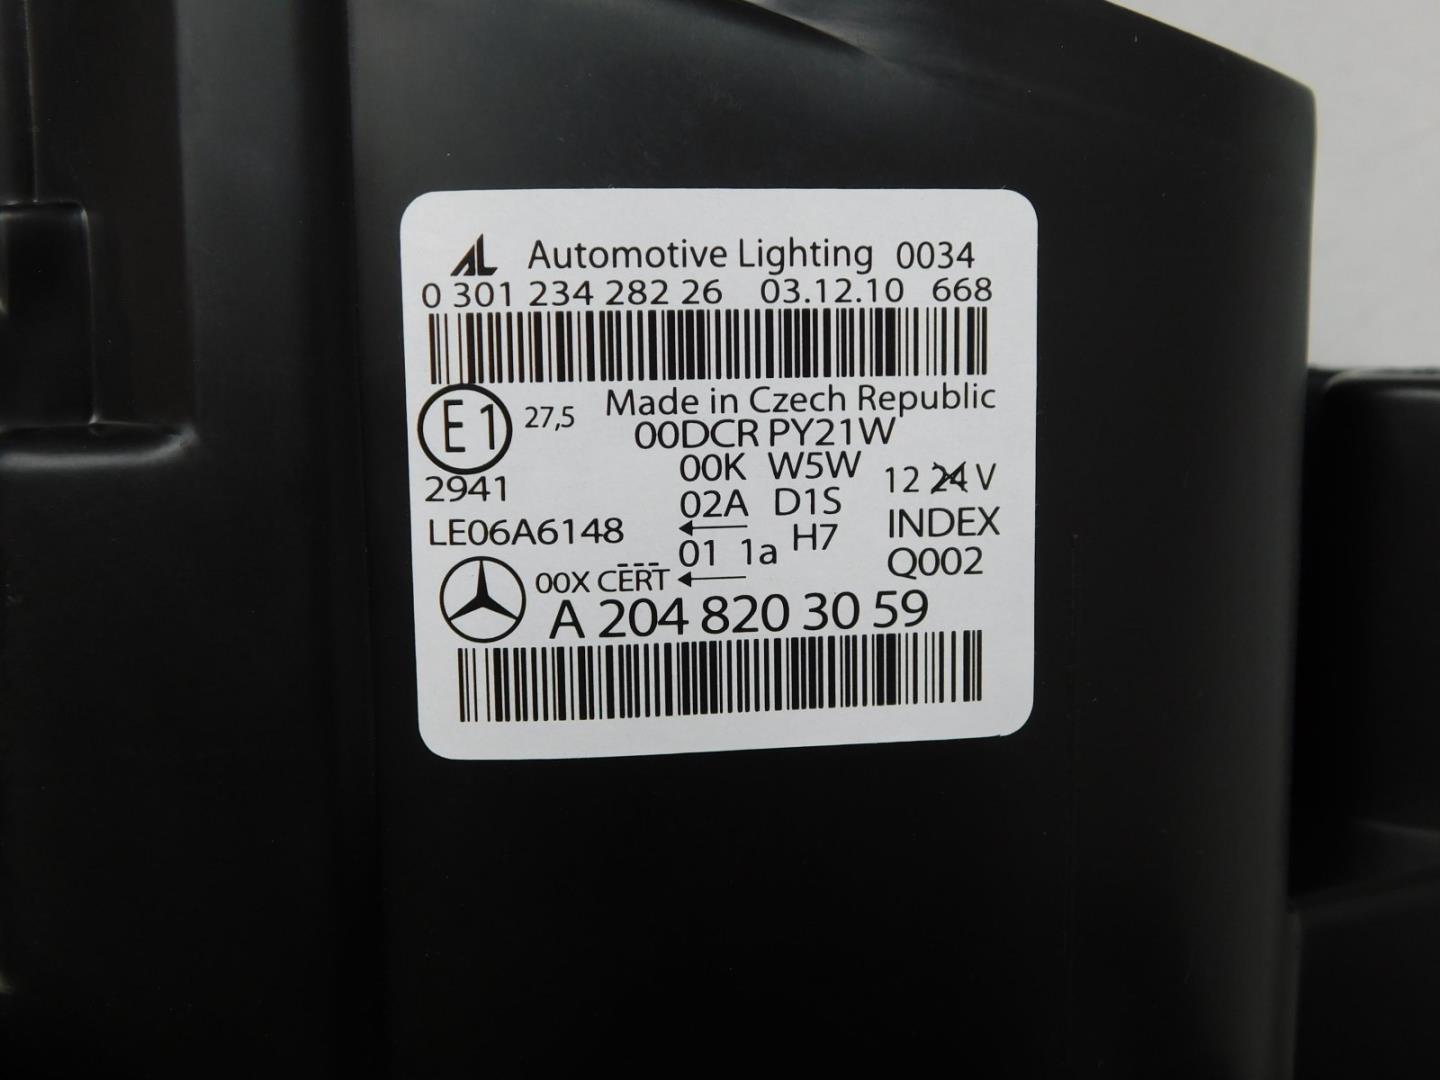 AL Automotive Lighting 0034
0 301 234 282 26 03.12.10 668
E1 27,5 Made in Czech Republic
00DCR PY21W
00K W5W 12 24 V
2941 02A D1S
LE06A6148 H7 INDEX
01 1a Q002
00X CERT
A 204 820 30 59